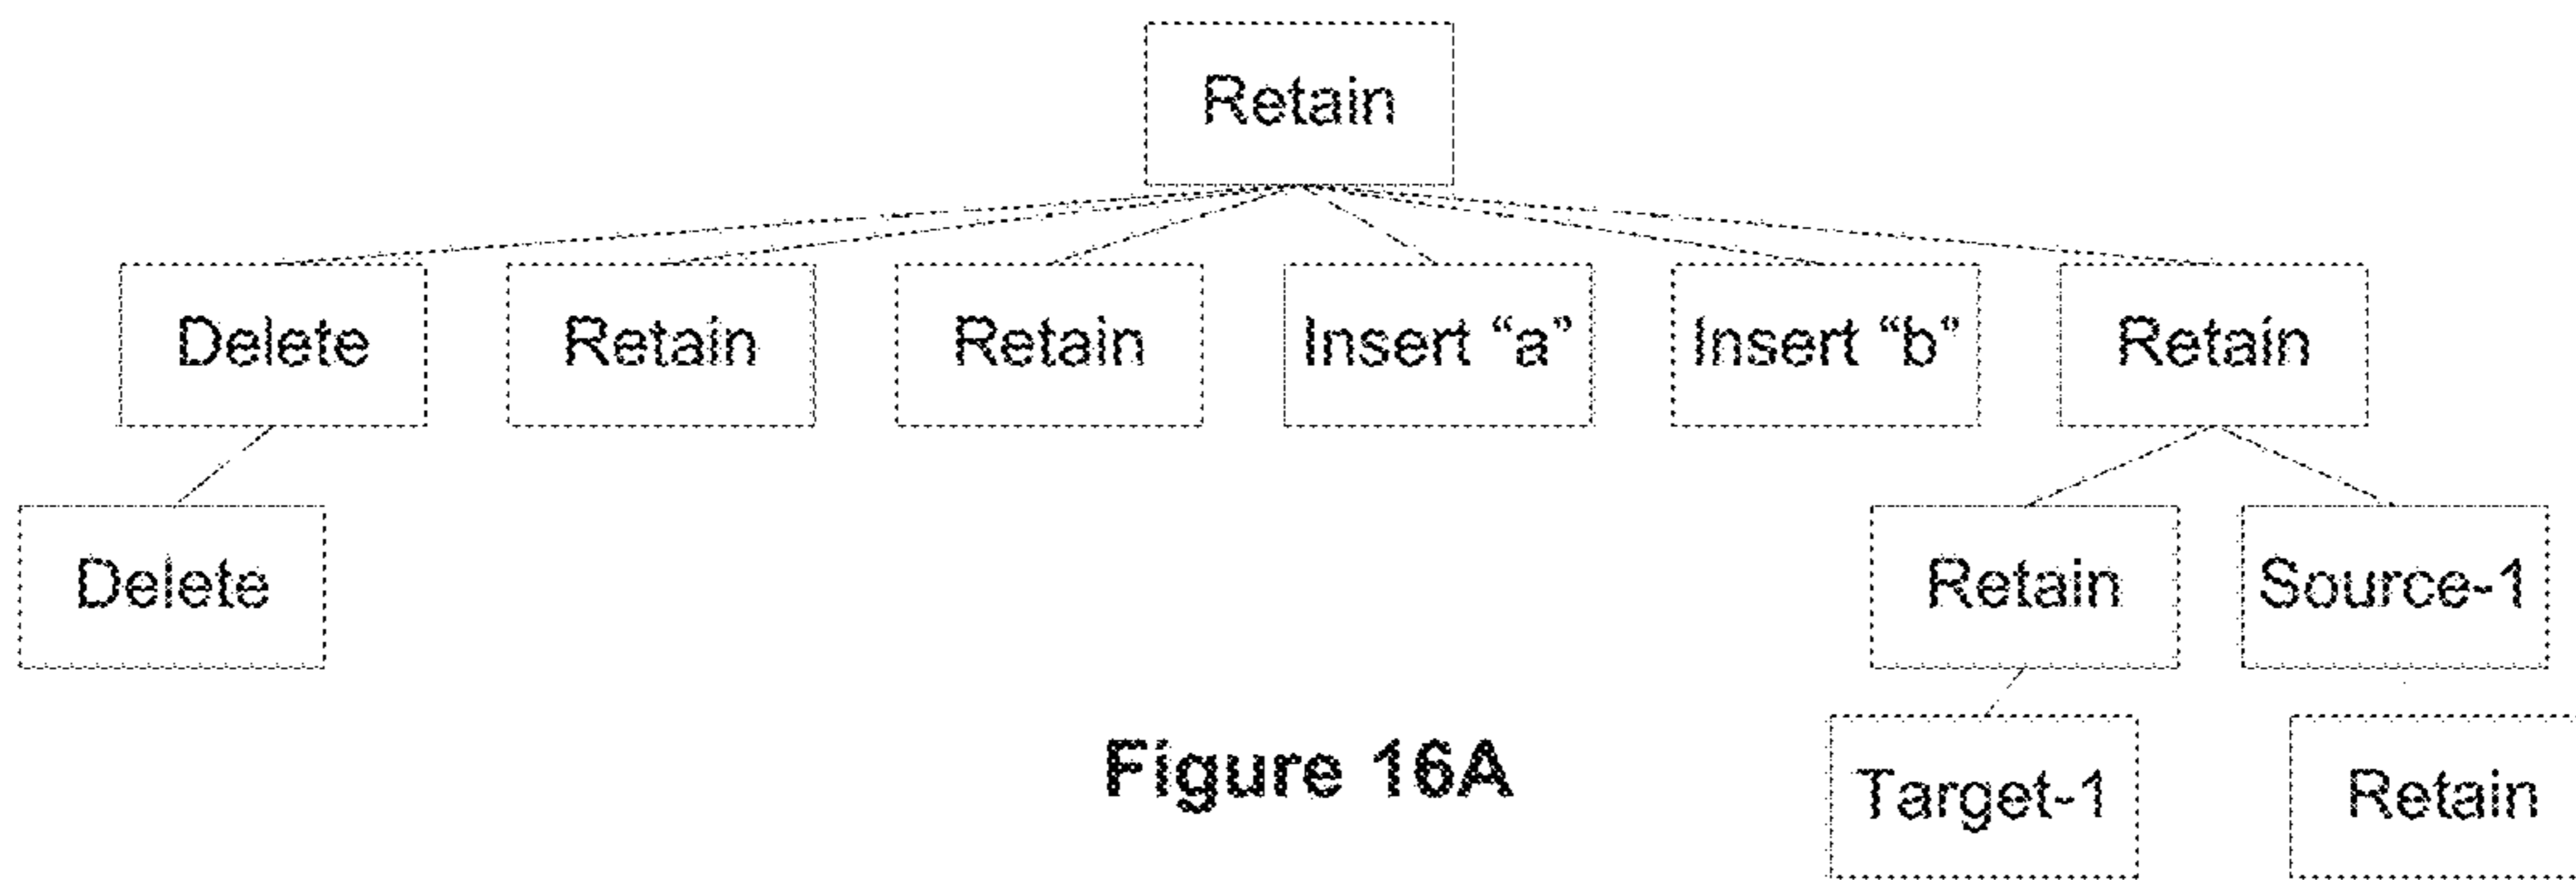 Retain
Delete Retain Retain Insert “a” Insert “b” Retain
Delete Retain Source-1
Figure 16A Target-1 Retain